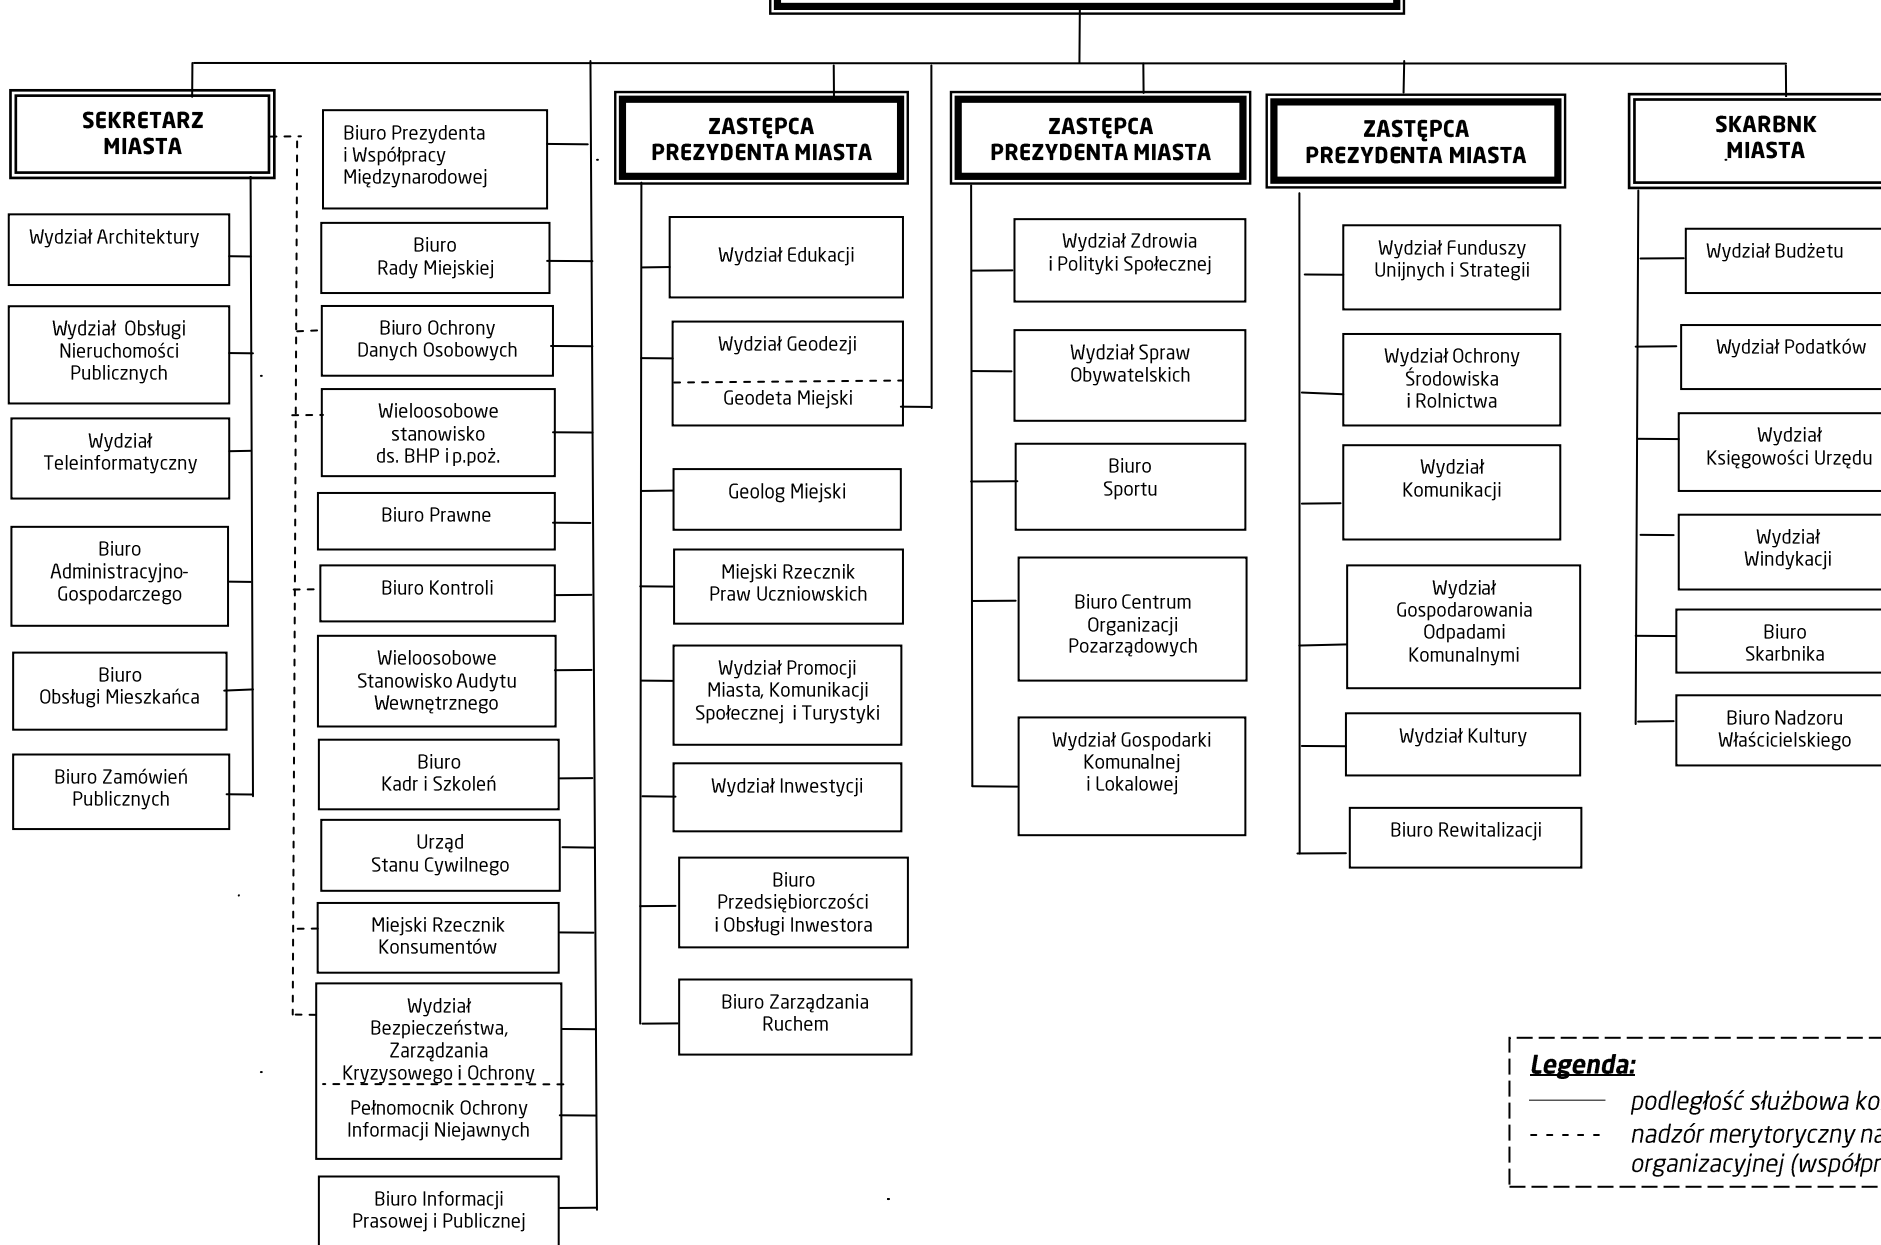 SEKRETARZ
MIASTA
Wydział Architektury
Wydział Obsługi
Nieruchomości
Publicznych
Wydział
Teleinformatyczny
Biuro
Administracyjno-
Gospodarczego
Biuro
Obsługi Mieszkańca
Biuro Zamówień
Publicznych
Biuro Prezydenta
i Współpracy
Międzynarodowej
Biuro
Rady Miejskiej
Biuro Ochrony
Danych Osobowych
Wieloosobowe
stanowisko
ds. BHP i p.poż.
Biuro Prawne
Biuro Kontroli
Wieloosobowe
Stanowisko Audytu
Wewnętrznego
Biuro
Kadr i Szkoleń
Urząd
Stanu Cywilnego
Miejski Rzecznik
Konsumentów
Wydział
Bezpieczeństwa,
Zarządzania
Kryzysowego i Ochrony
Pełnomocnik Ochrony
Informacji Niejawnych
Biuro Informacji
Prasowej i Publicznej
ZASTĘPCA
PREZYDENTA MIASTA
Wydział Edukacji
Wydział Geodezji
Geodeta Miejski
Geolog Miejski
Miejski Rzecznik
Praw Uczniowskich
Wydział Promocji
Miasta, Komunikacji
Społecznej i Turystyki
Wydział Inwestycji
Biuro
Przedsiębiorczości
i Obsługi Inwestora
Biuro Zarządzania
Ruchem
ZASTĘPCA
PREZYDENTA MIASTA
Wydział Zdrowia
i Polityki Społecznej
Wydział Spraw
Obywatelskich
Biuro
Sportu
Biuro Centrum
Organizacji
Pozarządowych
Wydział Gospodarki
Komunalnej
i Lokalowej
ZASTĘPCA
PREZYDENTA MIASTA
Wydział Funduszy
Unijnych i Strategii
Wydział Ochrony
Środowiska
i Rolnictwa
Wydział
Komunikacji
Wydział
Gospodarowania
Odpadami
Komunalnymi
Wydział Kultury
Biuro Rewitalizacji
SKARBNK
MIASTA
Wydział Budżetu
Wydział Podatków
Wydział
Księgowości Urzędu
Wydział
Windykacji
Biuro
Skarbnika
Biuro Nadzoru
Właścicielskiego
Legenda:
podległość służbowa
nadzór merytoryczny
organizacyjnej